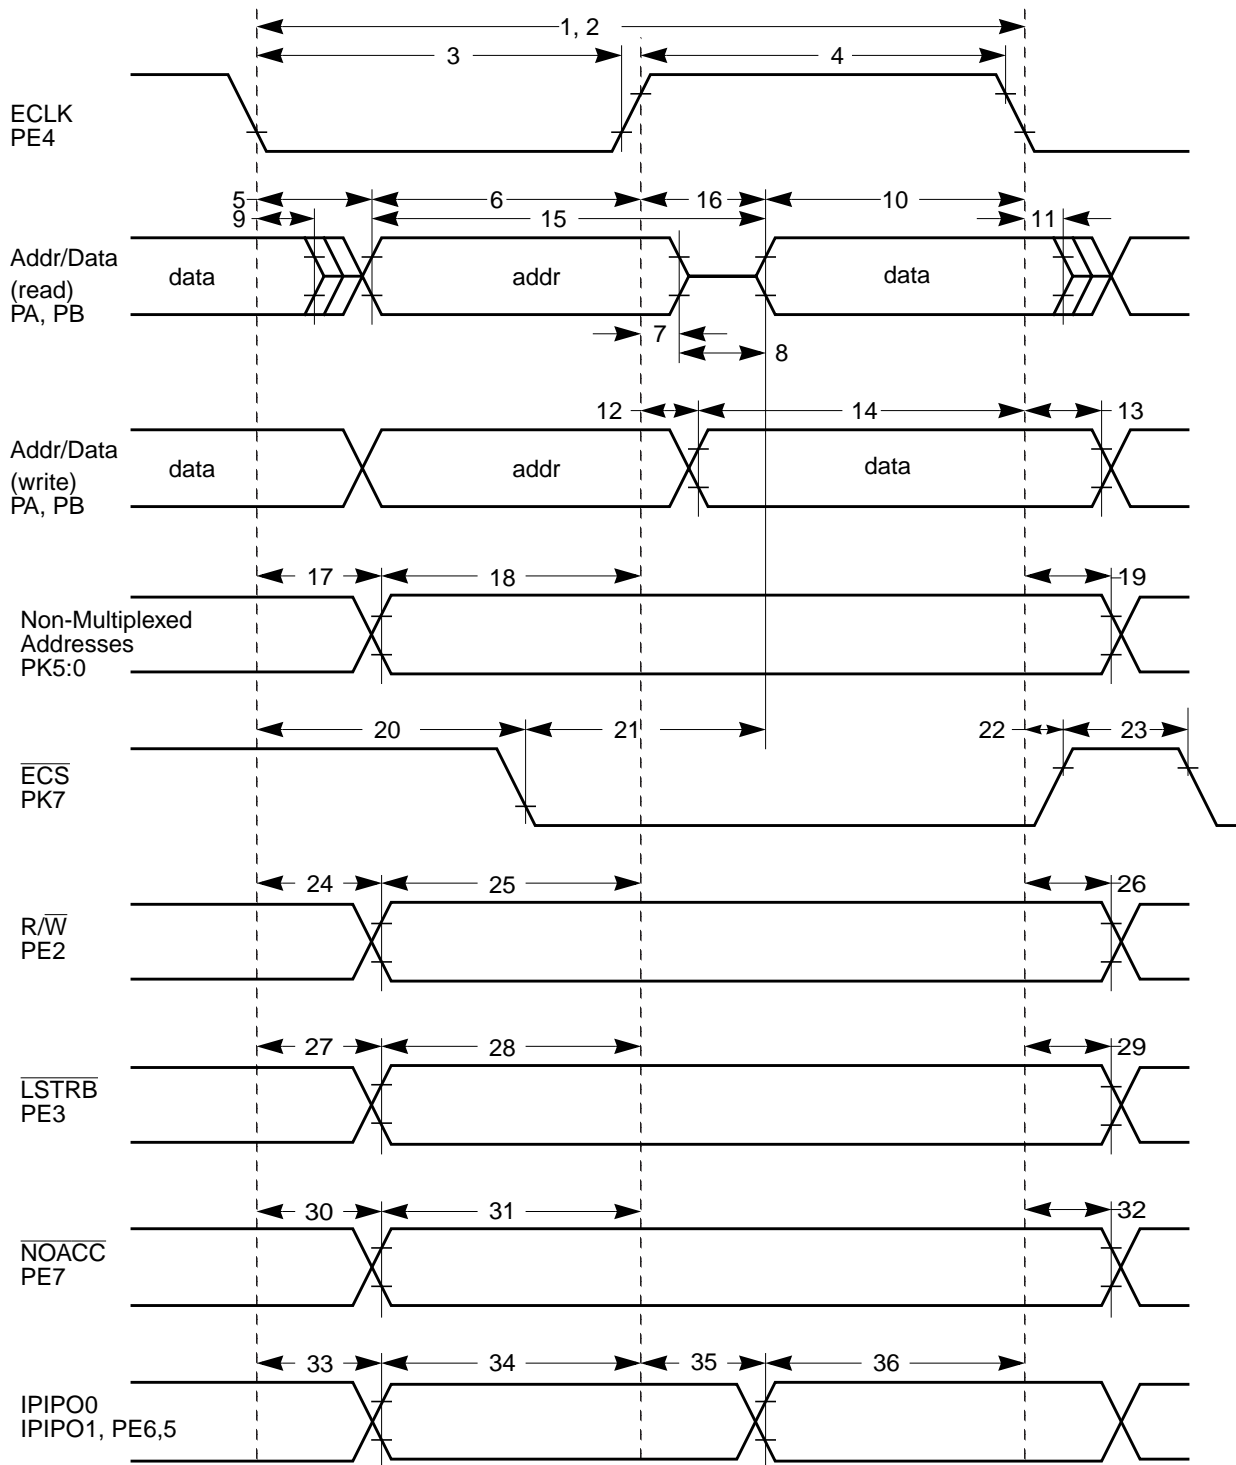 1, 2
3 4
ECLK
PE4
5 6 16 10
9 15 11
Addr/Data
(read)
PA, PB
data addr data
7
8
12 14 13
Addr/Data
(write)
PA, PB
data addr data
17 18 19
Non-Multiplexed
Addresses
PK5:0
20 21 22 23
ECS
PK7
24 25 26
R/W
PE2
27 28 29
LSTRB
PE3
30 31 32
NOACC
PE7
33 34 35 36
IPIPO0
IPIPO1, PE6,5